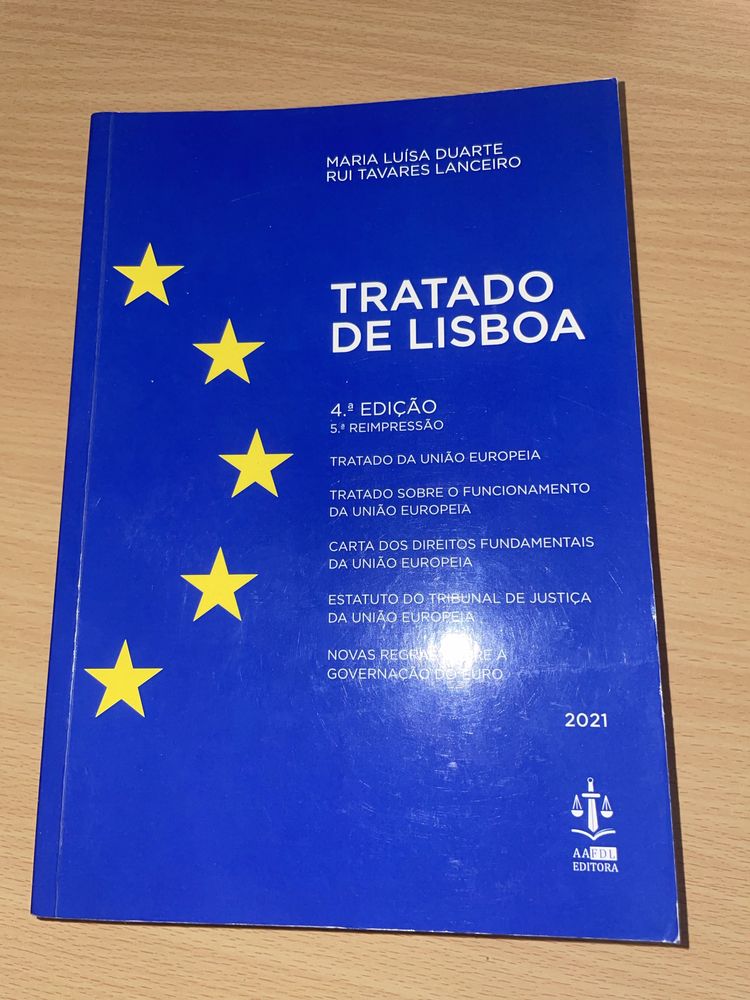 MARIA LUÍSA DUARTE
RUI TAVARES LANCEIRO
TRATADO
DE LISBOA
4.ª EDIÇÃO
5.ª REIMPRESSÃO
TRATADO DA UNIÃO EUROPEIA
TRATADO SOBRE O FUNCIONAMENTO
DA UNIÃO EUROPEIA
CARTA DOS DIREITOS FUNDAMENTAIS
DA UNIÃO EUROPEIA
ESTATUTO DO TRIBUNAL DE JUSTIÇA
DA UNIÃO EUROPEIA
NOVAS REGRAS A
GOVERNAÇÃO DO EURO
2021
AAFDL
EDITORA